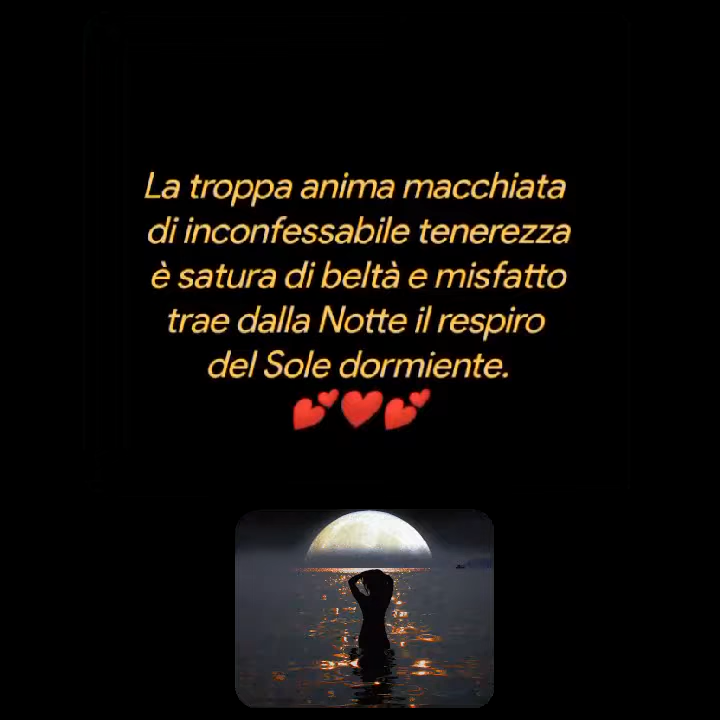 La troppa anima macchiata
di inconfessabile tenerezza
è satura di beltà e misfatto
trae dalla Notte il respiro
del Sole dormiente.
💕❤️💕